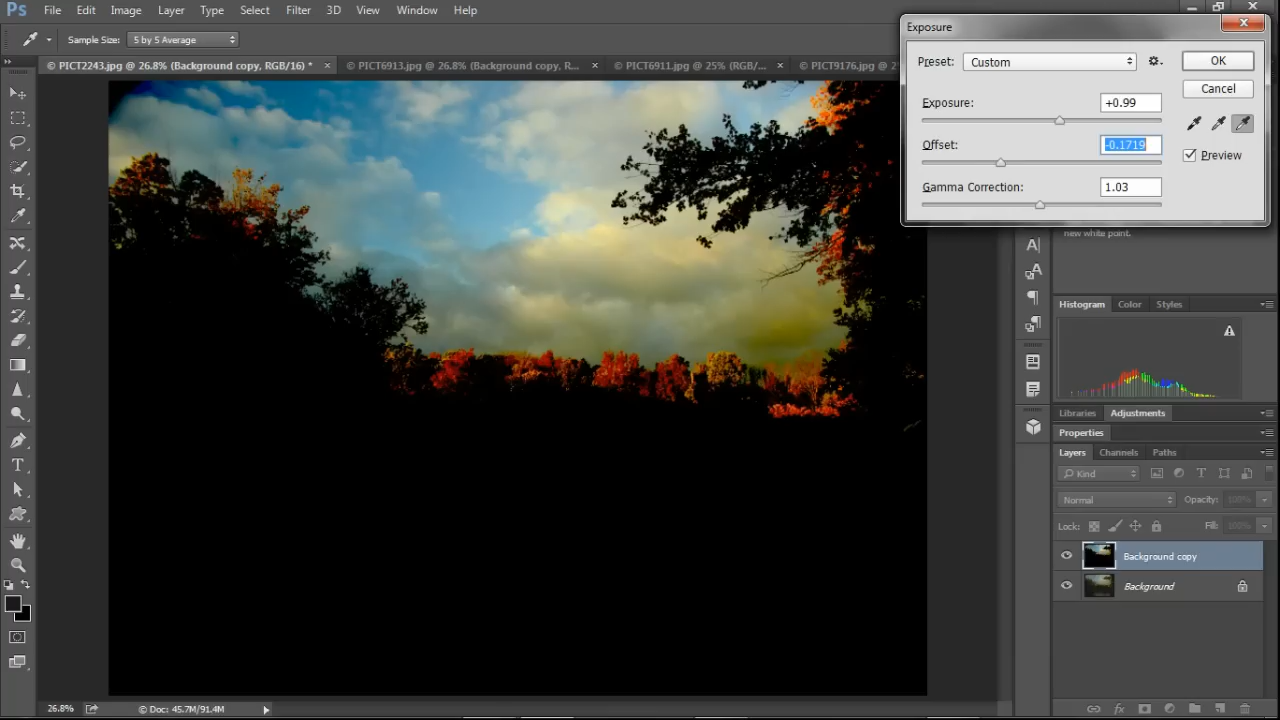 Ps File Edit Image Layer Type Select Filter 3D View Window Help
Sample Size: 5 by 5 Average
© PICT2243.jpg @ 26.8% (Background copy, RGB/16) *
© PICT6913.jpg @ 26.8% (Background copy, R...
© PICT6911.jpg @ 25% (RGB/...
© PICT9176.jpg @
Exposure
Preset: Custom
OK
Cancel
Exposure: +0.99
Offset: -0.1719
Preview
Gamma Correction: 1.03
new white point.
Histogram Color Styles
Libraries Adjustments
Properties
Layers Channels Paths
Kind
Normal Opacity: 100%
Lock: Fill: 100%
Background copy
Background
26.8% © Doc: 45.7M/91.4M